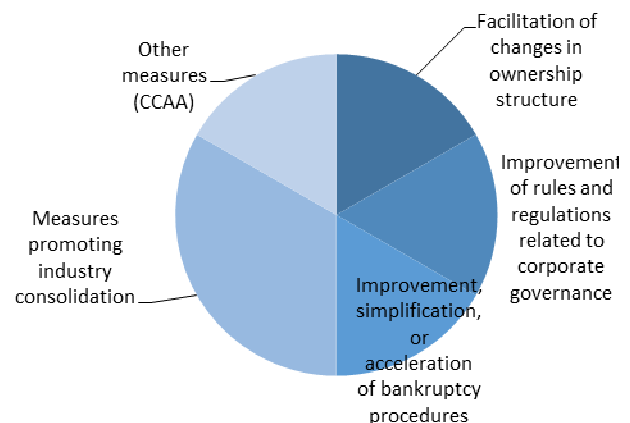 Facilitation of
changes in
ownership
structure
Improvement
of rules and
regulations
related to
corporate
governance
Improvement,
simplification,
or
acceleration
of bankruptcy
procedures
Measures
promoting
industry
consolidation
Other
measures
(CCAA)